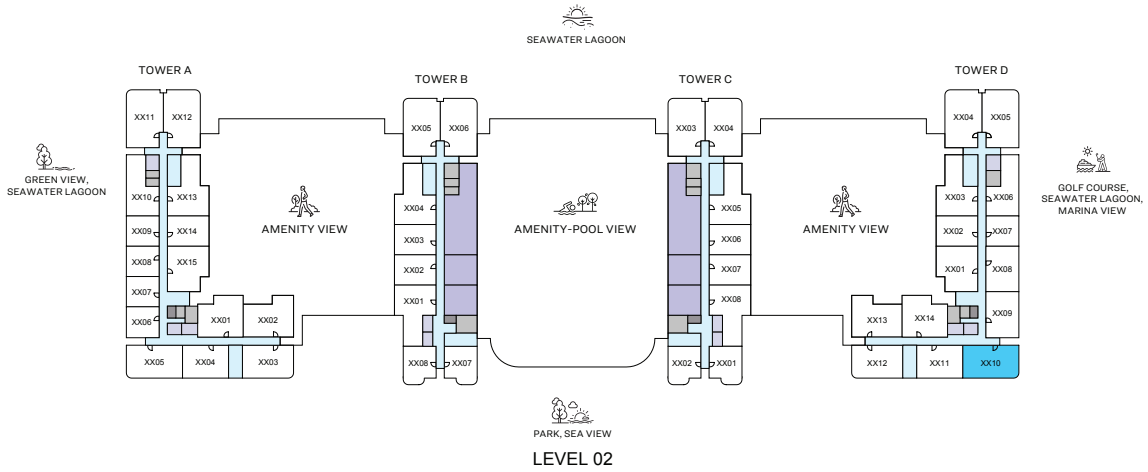 SEAWATER LAGOON
TOWER A
TOWER B
TOWER C
TOWER D
XX11
XX12
XX05
XX06
XX03
XX04
XX04
XX05
GREEN VIEW,
SEAWATER LAGOON
GOLF COURSE,
SEAWATER LAGOON,
MARINA VIEW
XX10
XX13
XX09
XX14
XX08
XX15
XX07
XX06
XX01
XX02
XX05
XX04
XX03
AMENITY VIEW
XX04
XX03
XX02
XX01
XX08
XX07
AMENITY-POOL VIEW
XX05
XX06
XX07
XX08
XX02
XX01
AMENITY VIEW
XX03
XX06
XX02
XX07
XX01
XX08
XX09
XX13
XX14
XX12
XX11
XX10
PARK, SEA VIEW
LEVEL 02